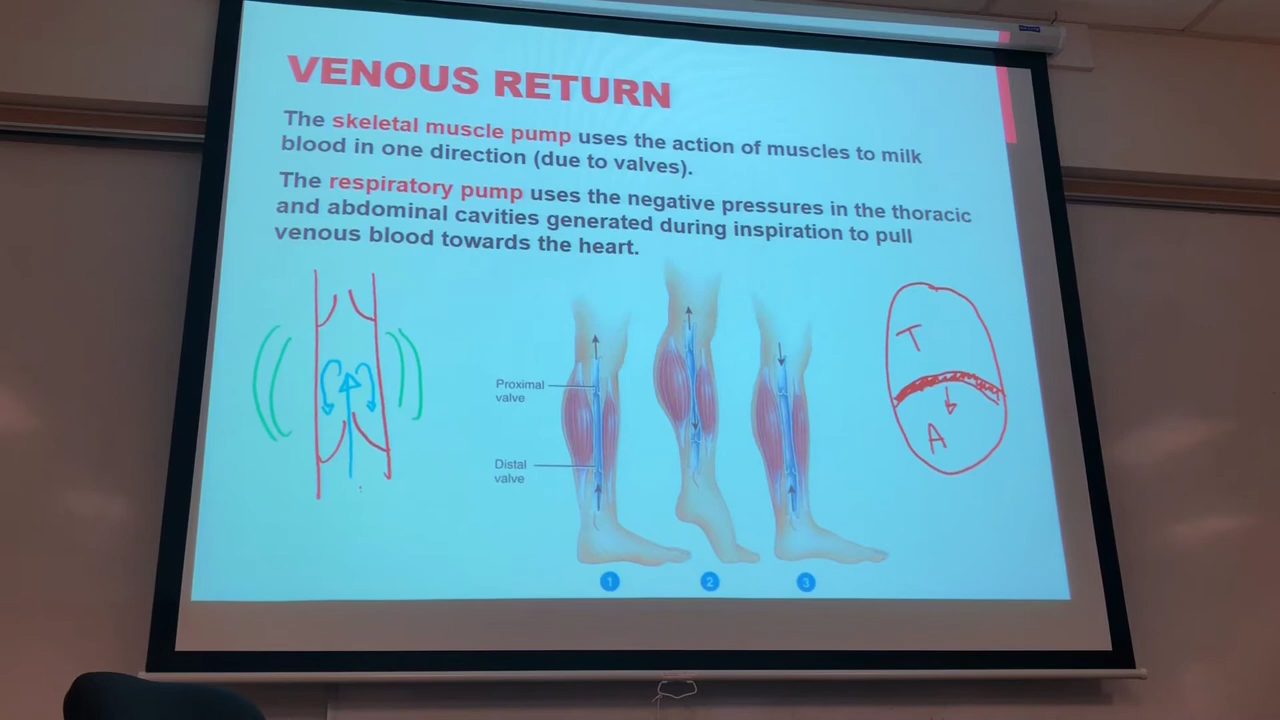 VENOUS RETURN
The skeletal muscle pump uses the action of muscles to milk
blood in one direction (due to valves).
The respiratory pump uses the negative pressures in the thoracic
and abdominal cavities generated during inspiration to pull
venous blood towards the heart.
Proximal
valve
Distal
valve
T
A
1
2
3